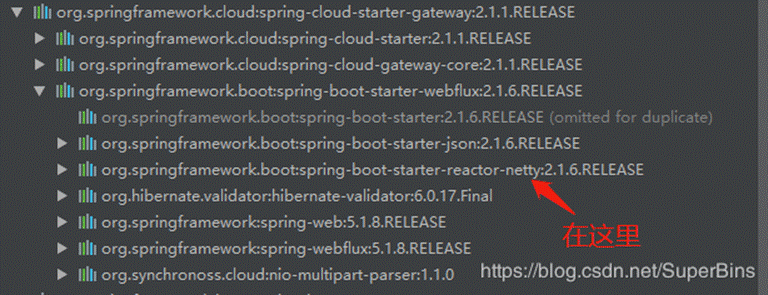 org.springframework.cloud:spring-cloud-starter-gateway:2.1.1.RELEASE
org.springframework.cloud:spring-cloud-starter:2.1.1.RELEASE
org.springframework.cloud:spring-cloud-gateway-core:2.1.1.RELEASE
org.springframework.boot:spring-boot-starter-webflux:2.1.6.RELEASE
org.springframework.boot:spring-boot-starter:2.1.6.RELEASE (omitted for duplicate)
org.springframework.boot:spring-boot-starter-json:2.1.6.RELEASE
org.springframework.boot:spring-boot-starter-reactor-netty:2.1.6.RELEASE
org.hibernate.validator:hibernate-validator:6.0.17.Final
org.springframework:spring-web:5.1.8.RELEASE
在这里
org.springframework:spring-webflux:5.1.8.RELEASE
org.synchronoss.cloud:nio-multipart-parser:1.1.0
https://blog.csdn.net/SuperBins